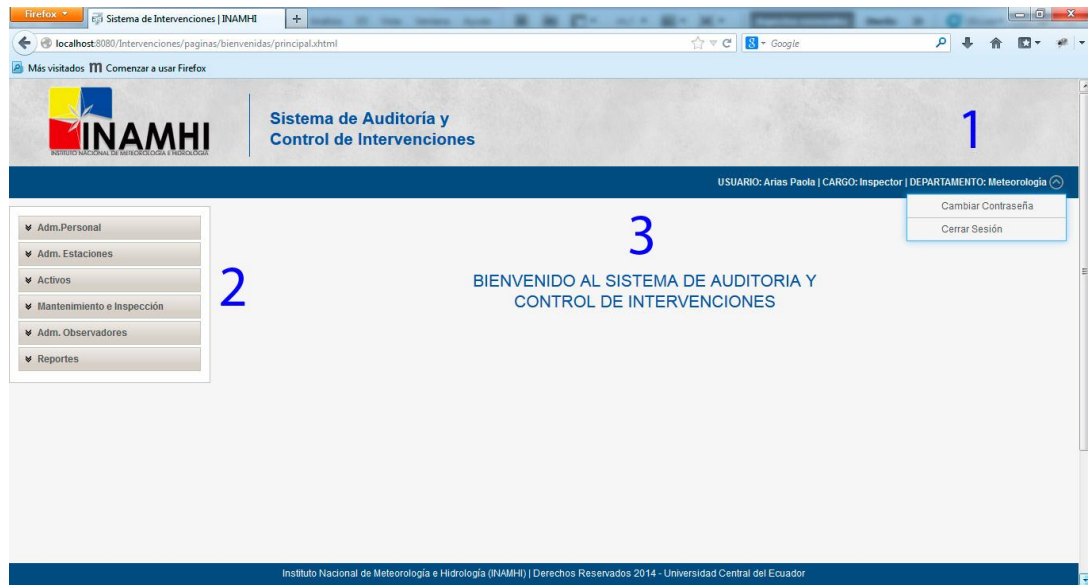 Firefox
Sistema de Intervenciones | INAMHI
localhost:8080/Intervenciones/paginas/bienvenidas/principal.xhtml
Google
Más visitados
Comenzar a usar Firefox
INAMHI
INSTITUTO NACIONAL DE METEOROLOGIA E HIDROLOGIA
Sistema de Auditoría y
Control de Intervenciones
1
USUARIO: Arias Paola | CARGO: Inspector | DEPARTAMENTO: Meteorología
Cambiar Contraseña
Cerrar Sesión
Adm.Personal
Adm. Estaciones
Activos
Mantenimiento e Inspección
Adm. Observadores
Reportes
2
3
BIENVENIDO AL SISTEMA DE AUDITORIA Y
CONTROL DE INTERVENCIONES
Instituto Nacional de Meteorología e Hidrología (INAMHI) | Derechos Reservados 2014 - Universidad Central del Ecuador